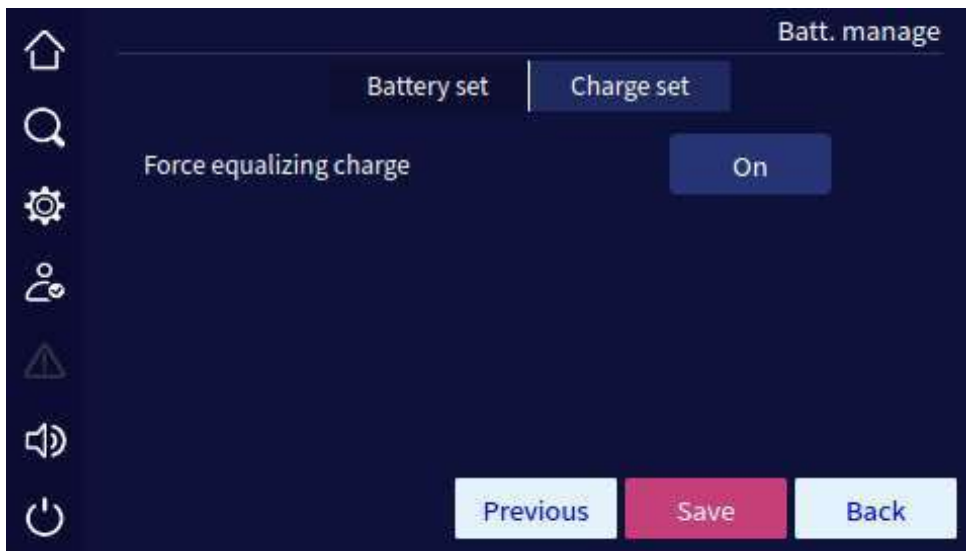 Batt. manage
Battery set Charge set
Force equalizing charge On
Previous Save Back